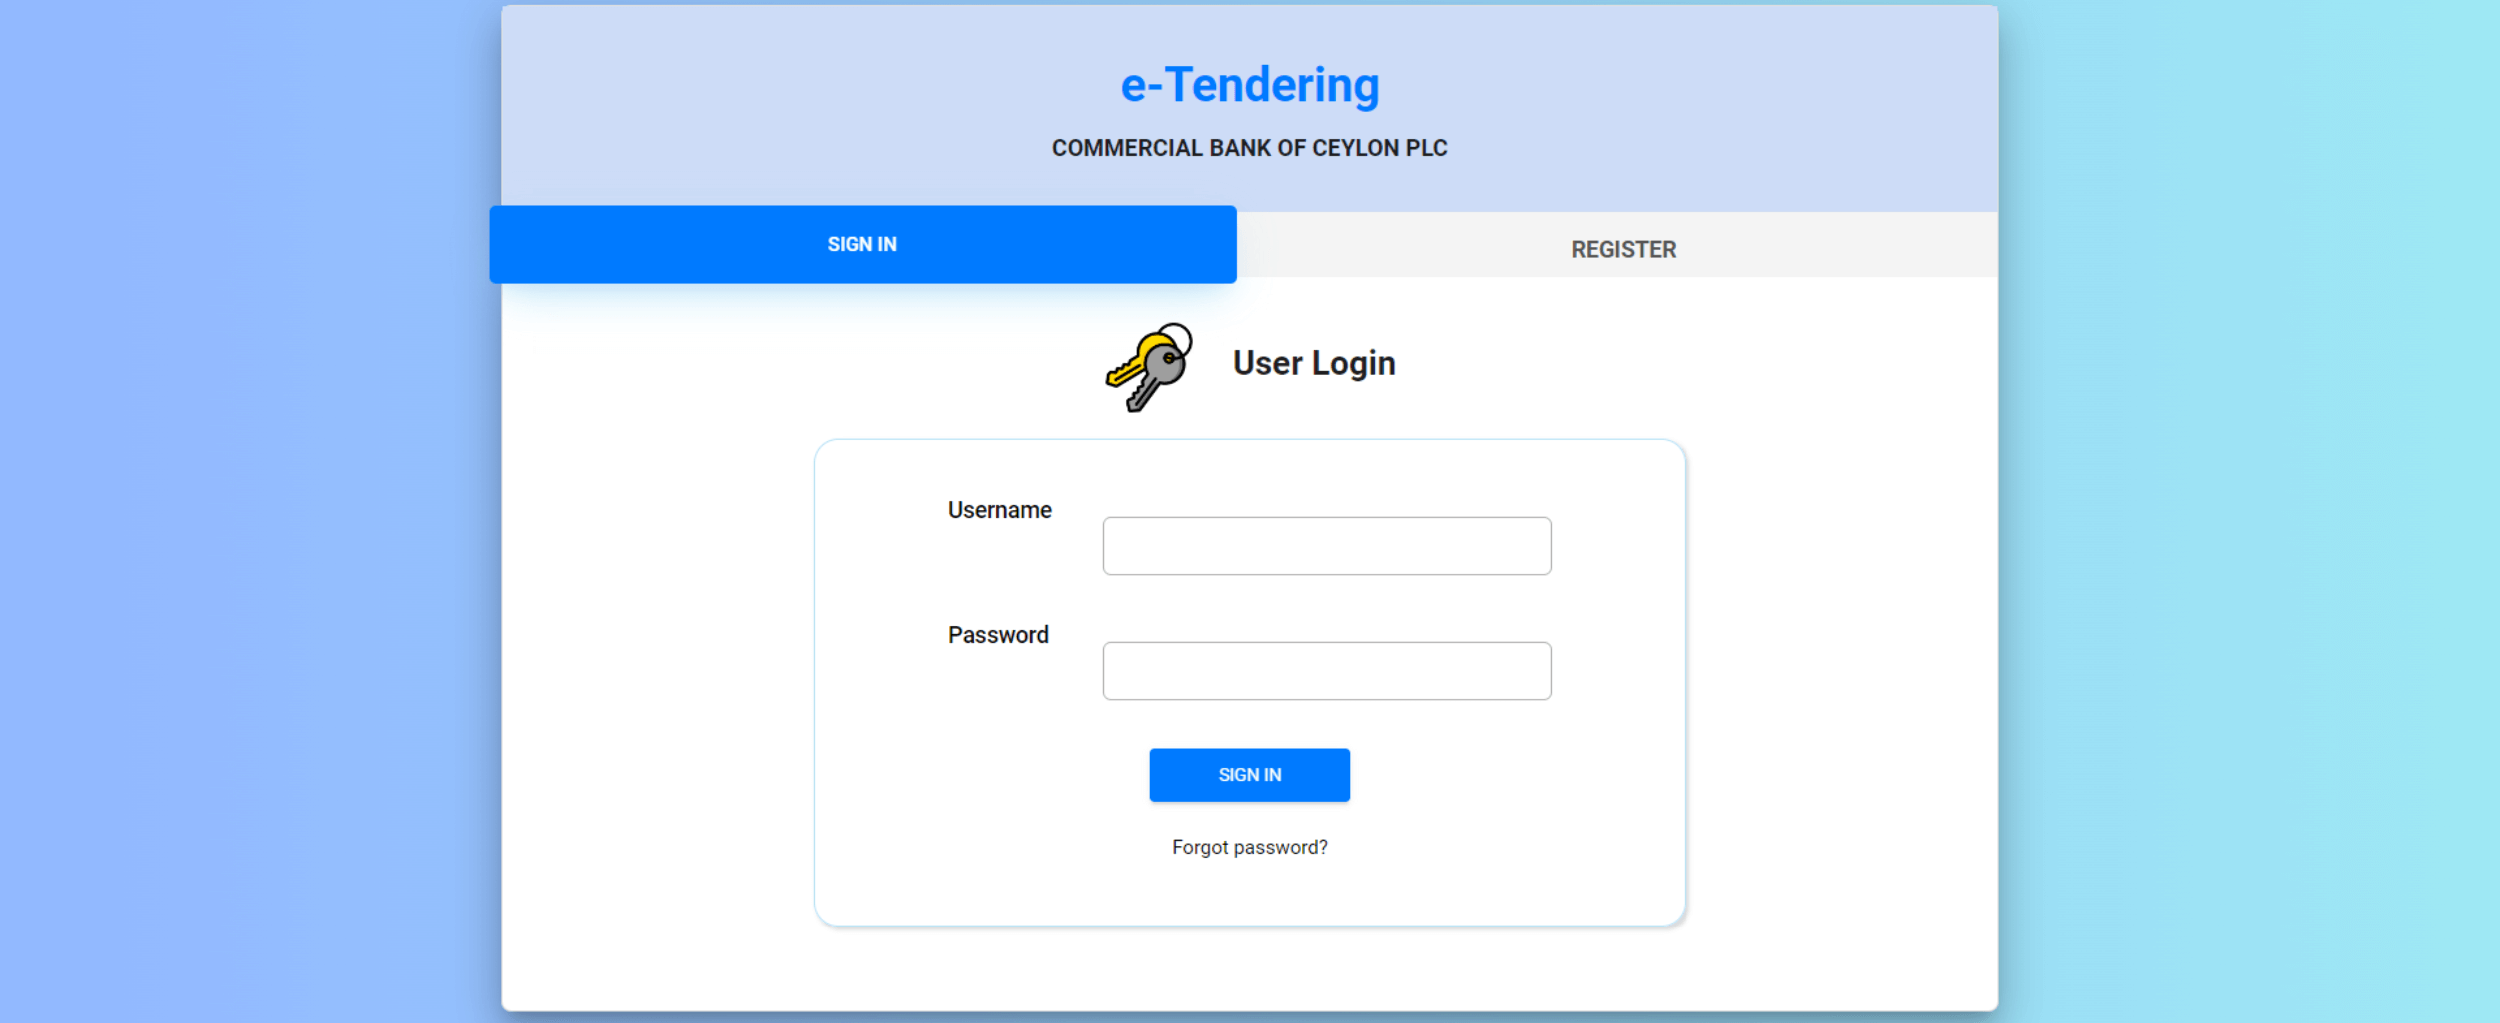 e-Tendering
COMMERCIAL BANK OF CEYLON PLC
SIGN IN
REGISTER
User Login
Username
Password
SIGN IN
Forgot password?